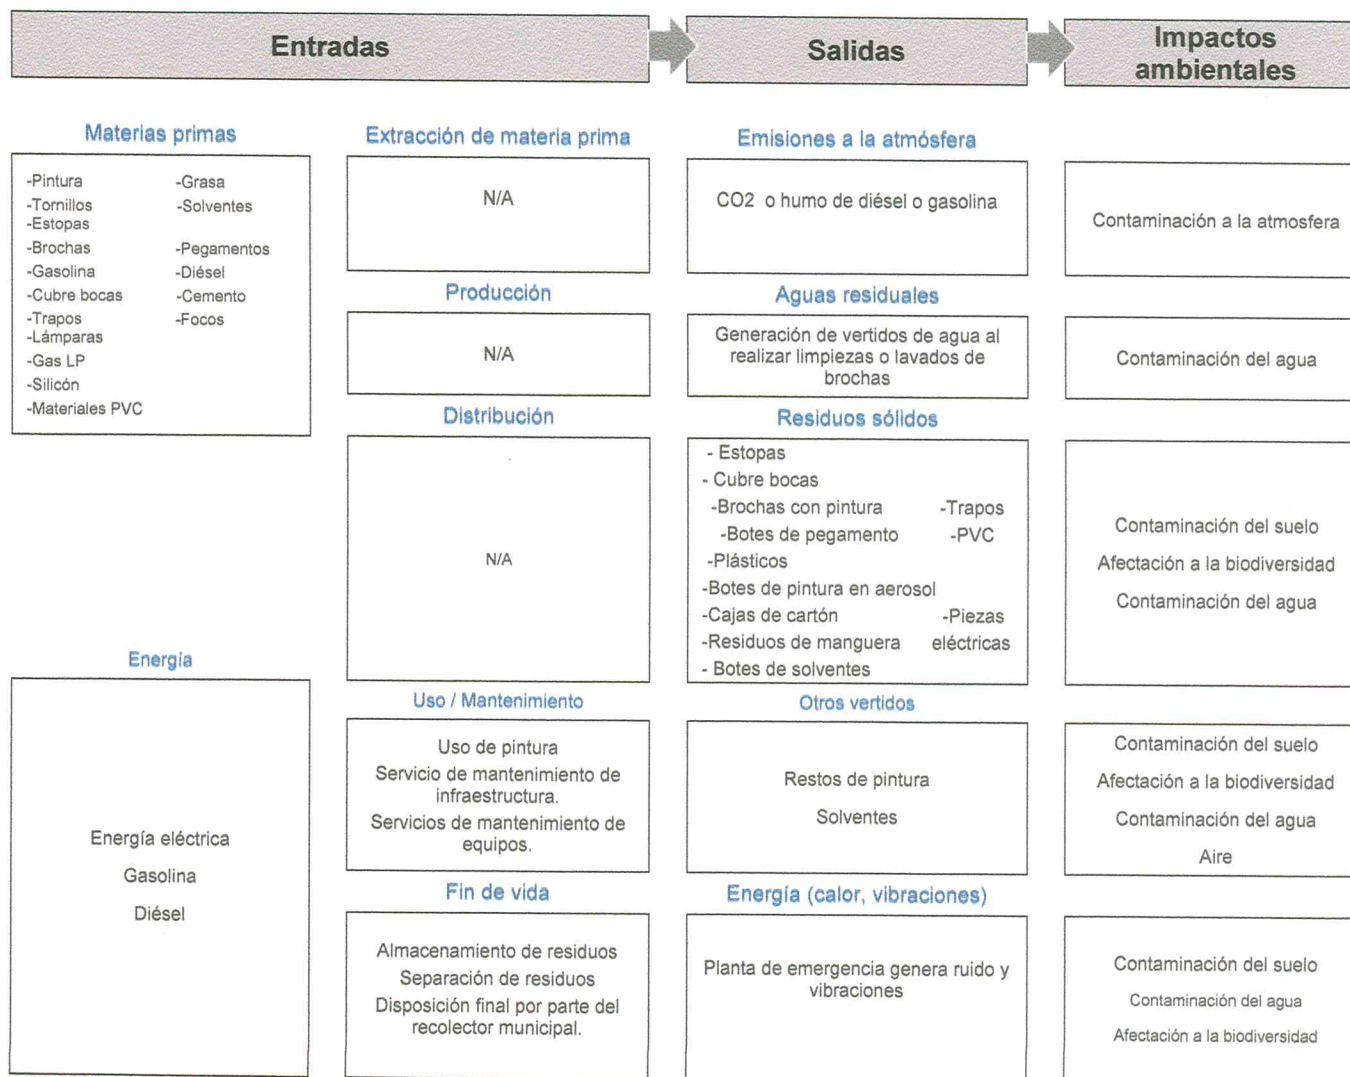 Entradas
Salidas
Impactos
ambientales
Materias primas
-Pintura
-Tornillos
-Estopas
-Brochas
-Gasolina
-Cubre bocas
-Trapos
-Lámparas
-Gas LP
-Silicón
-Materiales PVC
-Grasa
-Solventes
-Pegamentos
-Diésel
-Cemento
-Focos
Energía
Energía eléctrica
Gasolina
Diésel
Extracción de materia prima
N/A
Producción
N/A
Distribución
N/A
Uso / Mantenimiento
Uso de pintura
Servicio de mantenimiento de
infraestructura.
Servicios de mantenimiento de
equipos.
Fin de vida
Almacenamiento de residuos
Separación de residuos
Disposición final por parte del
recolector municipal.
Emisiones a la atmósfera
CO2 o humo de diésel o gasolina
Aguas residuales
Generación de vertidos de agua al
realizar limpiezas o lavados de
brochas
Residuos sólidos
- Estopas
- Cubre bocas
-Brochas con pintura -Trapos
-Botes de pegamento -PVC
-Plásticos
-Botes de pintura en aerosol
-Cajas de cartón -Piezas
-Residuos de manguera eléctricas
- Botes de solventes
Otros vertidos
Restos de pintura
Solventes
Energía (calor, vibraciones)
Planta de emergencia genera ruido y
vibraciones
Contaminación a la atmosfera
Contaminación del agua
Contaminación del suelo
Afectación a la biodiversidad
Contaminación del agua
Contaminación del suelo
Afectación a la biodiversidad
Contaminación del agua
Aire
Contaminación del suelo
Contaminación del agua
Afectación a la biodiversidad